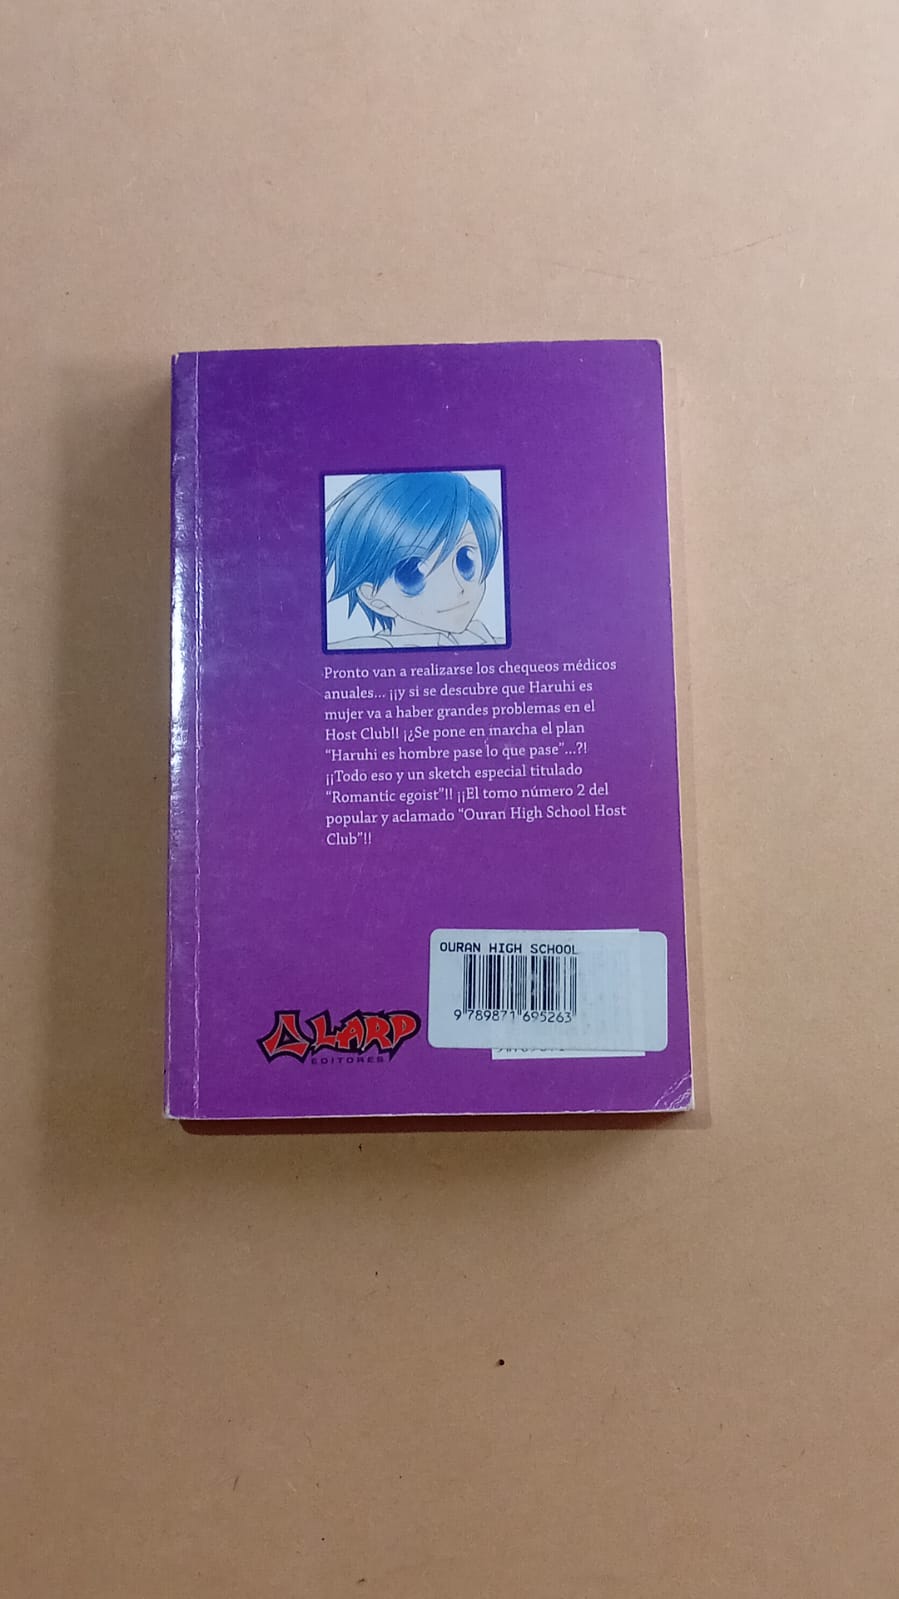 Pronto van a realizarse los chequeos médicos
anuales... ¡¡y si se descubre que Haruhi es
mujer va a haber grandes problemas en el
Host Club!! ¡¿Se pone en marcha el plan
“Haruhi es hombre pase lo que pase”...?!
¡¡Todo eso y un sketch especial titulado
“Romantic egoist”!! ¡¡El tomo número 2 del
popular y aclamado “Ouran High School Host
Club”!!
OURAN HIGH SCHOOL
9 789871 695263
LARP
EDITORES